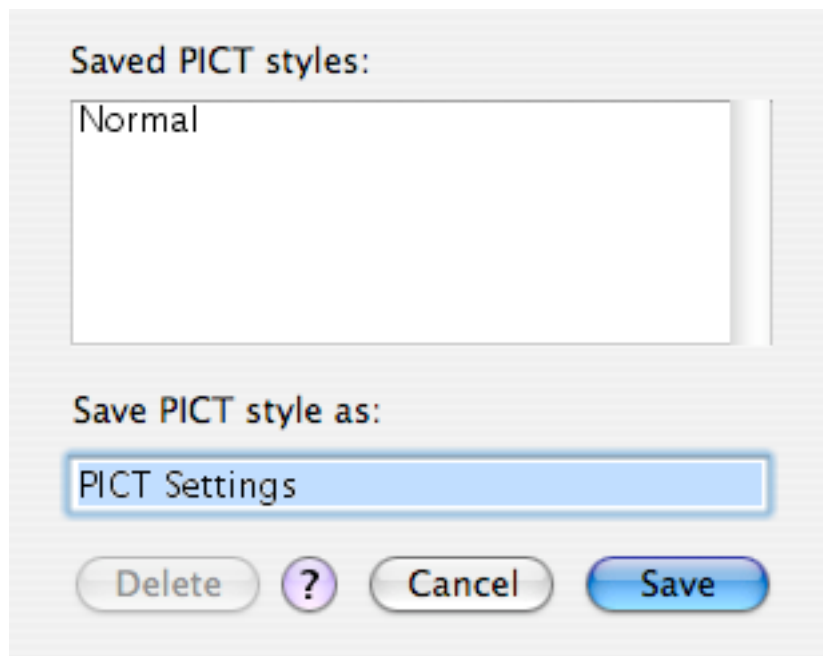 Saved PICT styles:
Normal
Save PICT style as:
PICT Settings
Delete ? Cancel Save